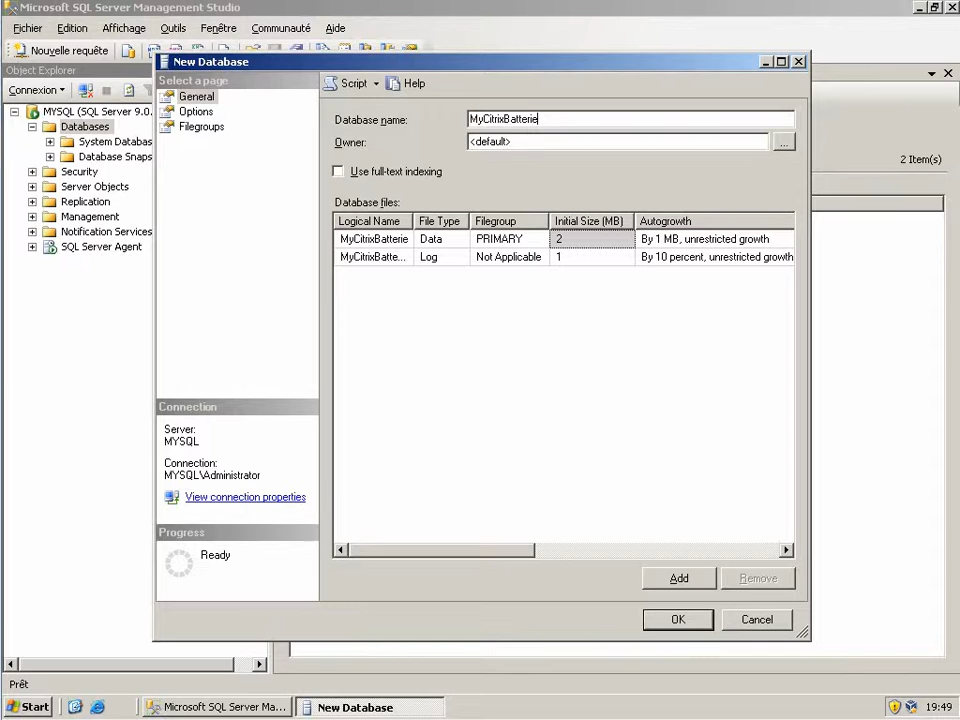 Microsoft SQL Server Management Studio
Fichier Edition Affichage Outils Fenêtre Communauté Aide
Nouvelle requête
Object Explorer
Connexion
MYSQL (SQL Server 9.0.
Databases
System Databas
Database Snaps
Security
Server Objects
Replication
Management
Notification Services
SQL Server Agent
2 Item(s)
New Database
Select a page
General
Options
Filegroups
Script Help
Database name: MyCitrixBatterie
Owner: <default> ...
Use full-text indexing
Database files:
Logical Name File Type Filegroup Initial Size (MB) Autogrowth
MyCitrixBatterie Data PRIMARY 2 By 1 MB, unrestricted growth
MyCitrixBatte... Log Not Applicable 1 By 10 percent, unrestricted growth
Connection
Server:
MYSQL
Connection:
MYSQL\Administrator
View connection properties
Progress
Ready
Add Remove
OK Cancel
Prêt
Start Microsoft SQL Server Ma... New Database 19:49